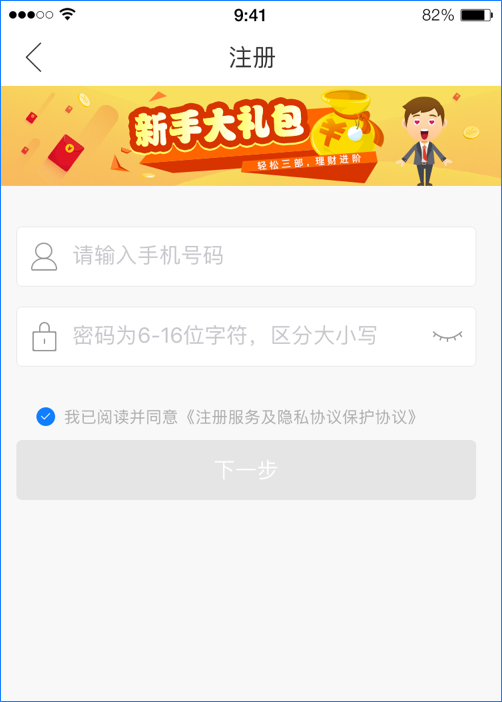 9:41
82%
注册
新手大礼包
轻松三部，理财进阶
请输入手机号码
密码为6-16位字符，区分大小写
我已阅读并同意《注册服务及隐私协议保护协议》
下一步